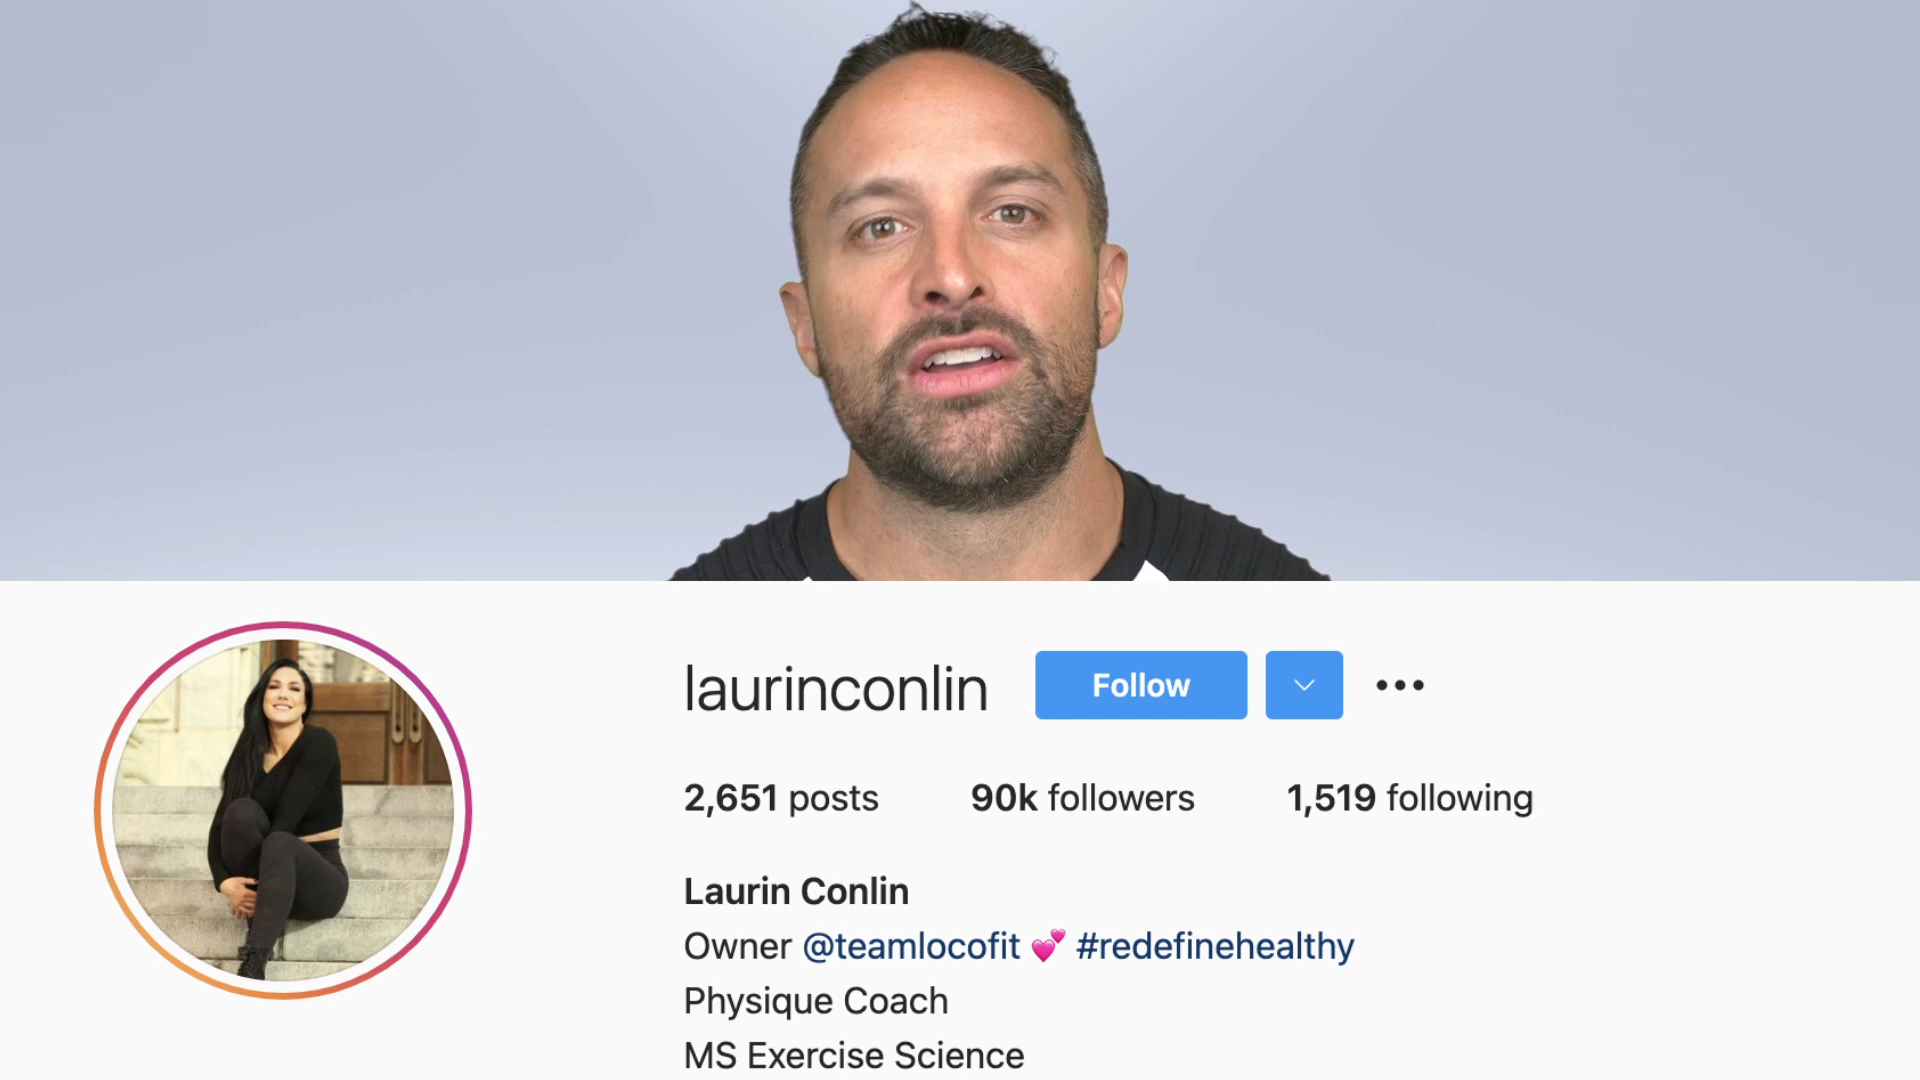 laurinconlin Follow
2,651 posts 90k followers 1,519 following
Laurin Conlin
Owner @teamlocofit 💕 #redefinehealthy
Physique Coach
MS Exercise Science